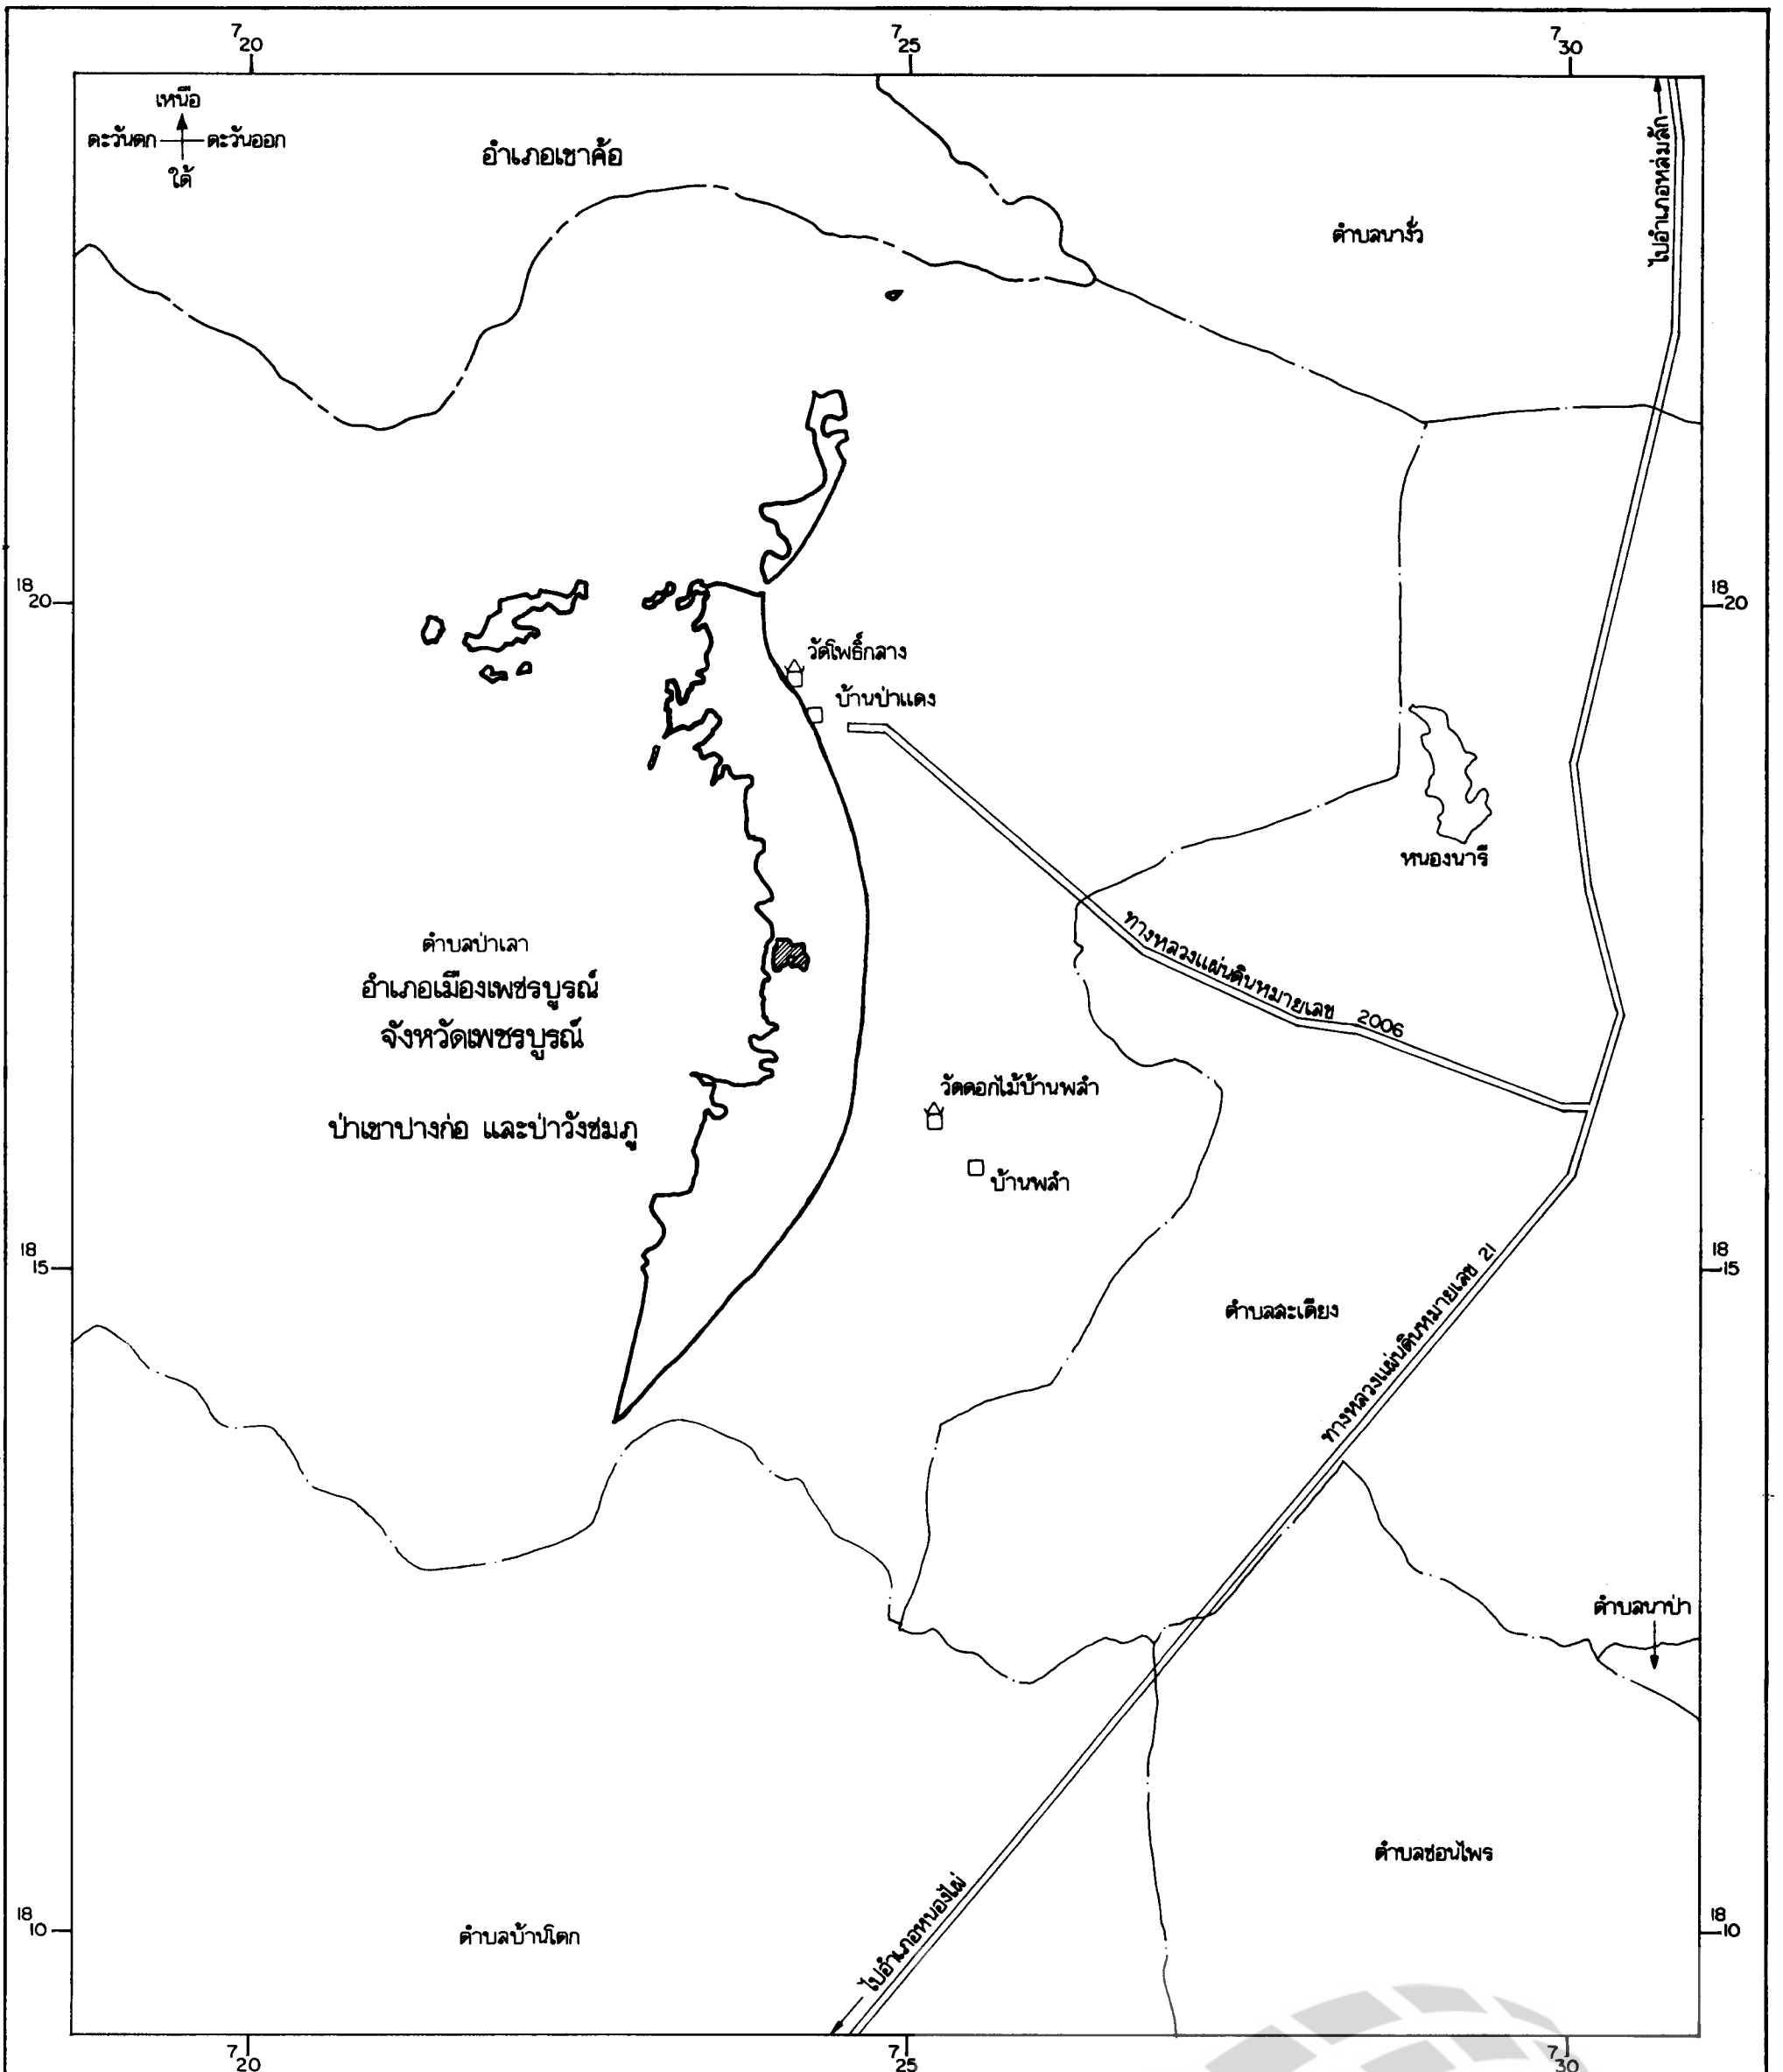 7 20
7 25
7 30
เหนือ
ตะวันตก ตะวันออก
ใต้
อำเภอเขาค้อ
ตำบลนางั่ว
ไปอำเภอหล่มสัก
18 20
18 20
วัดโพธิ์กลาง
บ้านป่าแดง
หนองนารี
ตำบลป่าเลา
อำเภอเมืองเพชรบูรณ์
จังหวัดเพชรบูรณ์
ทางหลวงแผ่นดินหมายเลข 2006
วัดดอกไม้บ้านพลำ
ป่าเขาปางก่อ และป่าวังชมภู
บ้านพลำ
18 15
18 15
ตำบลสะเดียง
ทางหลวงแผ่นดินหมายเลข 21
ตำบลนาป่า
ตำบลชอนไพร
18 10
18 10
ตำบลบ้านโตก
ไปอำเภอหนองไผ่
7 20
7 25
7 30